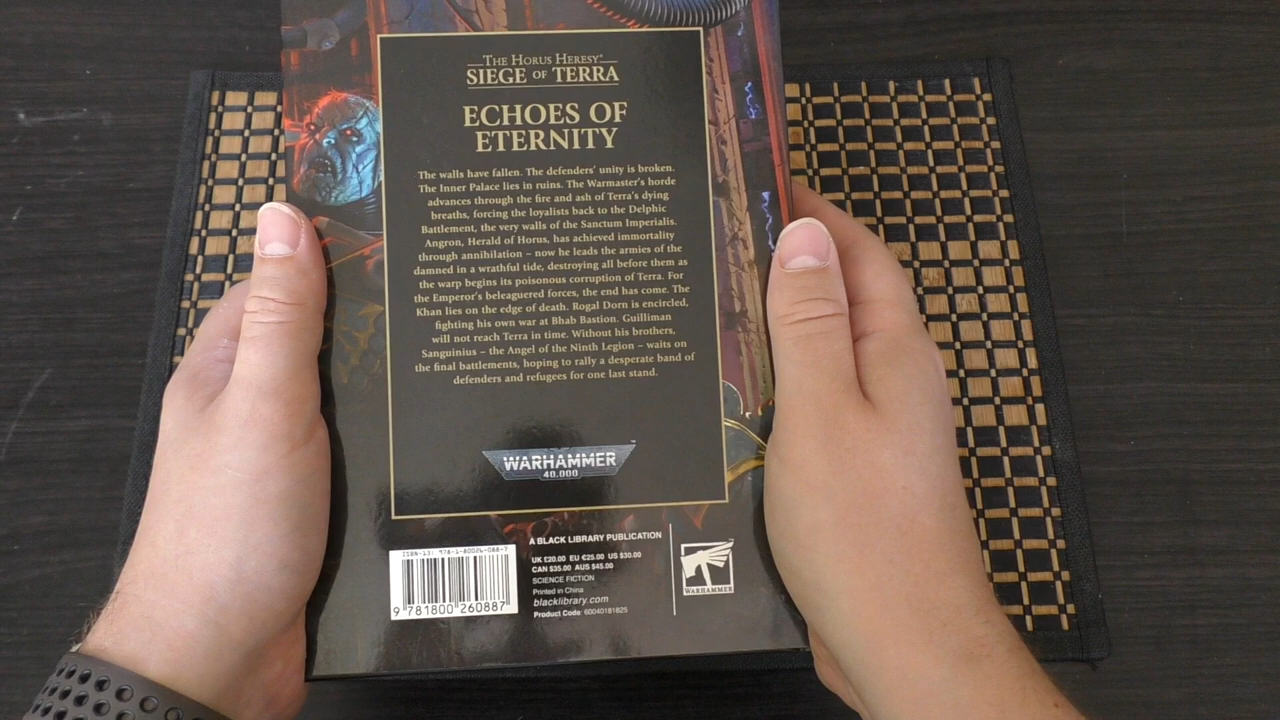 THE HORUS HERESY®
SIEGE OF TERRA
ECHOES OF
ETERNITY
The walls have fallen. The defenders' unity is broken.
The Inner Palace lies in ruins. The Warmaster's horde
advances through the fire and ash of Terra's dying
breaths, forcing the loyalists back to the Delphic
Battlement, the very walls of the Sanctum Imperialis.
Angron, Herald of Horus, has achieved immortality
through annihilation – now he leads the armies of the
damned in a wrathful tide, destroying all before them as
the warp begins its poisonous corruption of Terra. For
the Emperor's beleaguered forces, the end has come. The
Khan lies on the edge of death. Rogal Dorn is encircled,
fighting his own war at Bhab Bastion. Guilliman
will not reach Terra in time. Without his brothers,
Sanguinius – the Angel of the Ninth Legion – waits on
the final battlements, hoping to rally a desperate band of
defenders and refugees for one last stand.
WARHAMMER™
40,000
ISBN-13: 978-1-80026-088-7
9 781800 260887
A BLACK LIBRARY PUBLICATION
UK £20.00 EU €25.00 US $30.00
CAN $35.00 AUS $45.00
SCIENCE FICTION
Printed in China
blacklibrary.com
Product Code: 60040181825
WARHAMMER